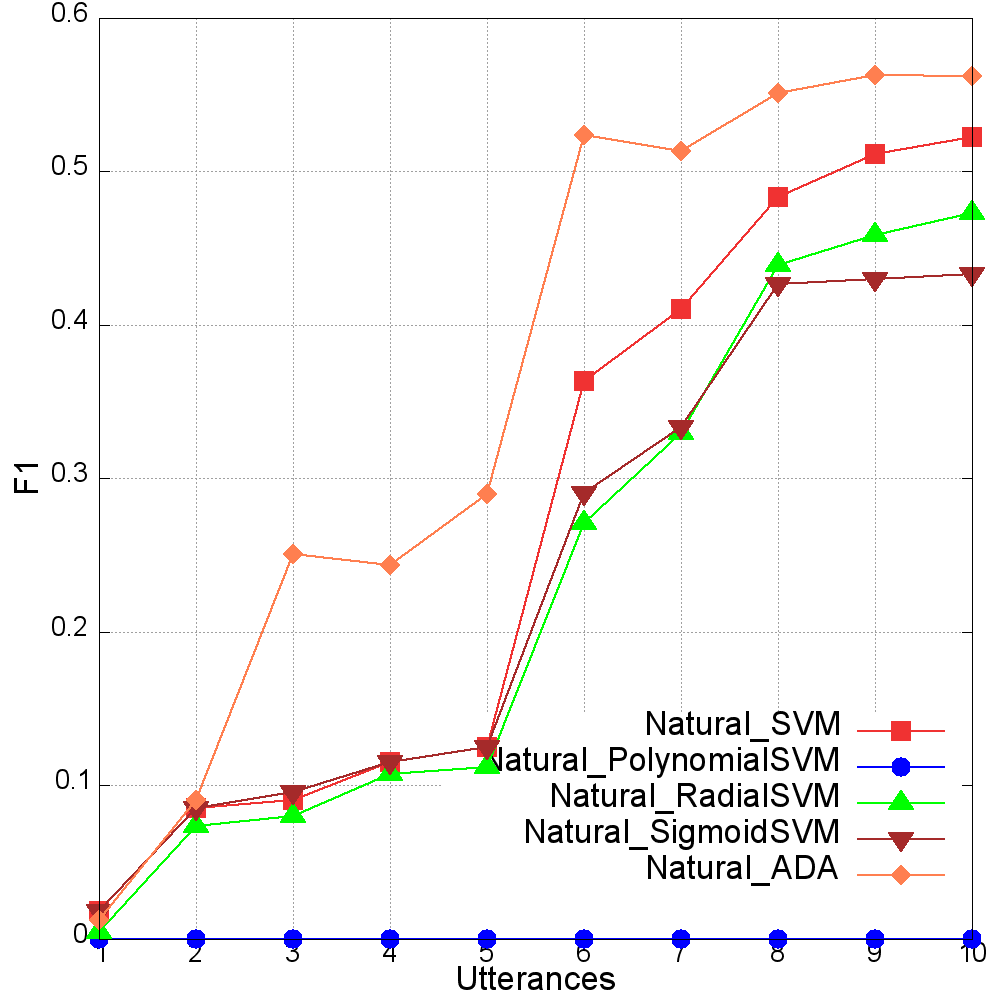 0.6
0.5
0.4
0.3
0.2
0.1
0
F1
1 2 3 4 5 6 7 8 9 10
Utterances
Natural_SVM
Natural_PolynomialSVM
Natural_RadialSVM
Natural_SigmoidSVM
Natural_ADA